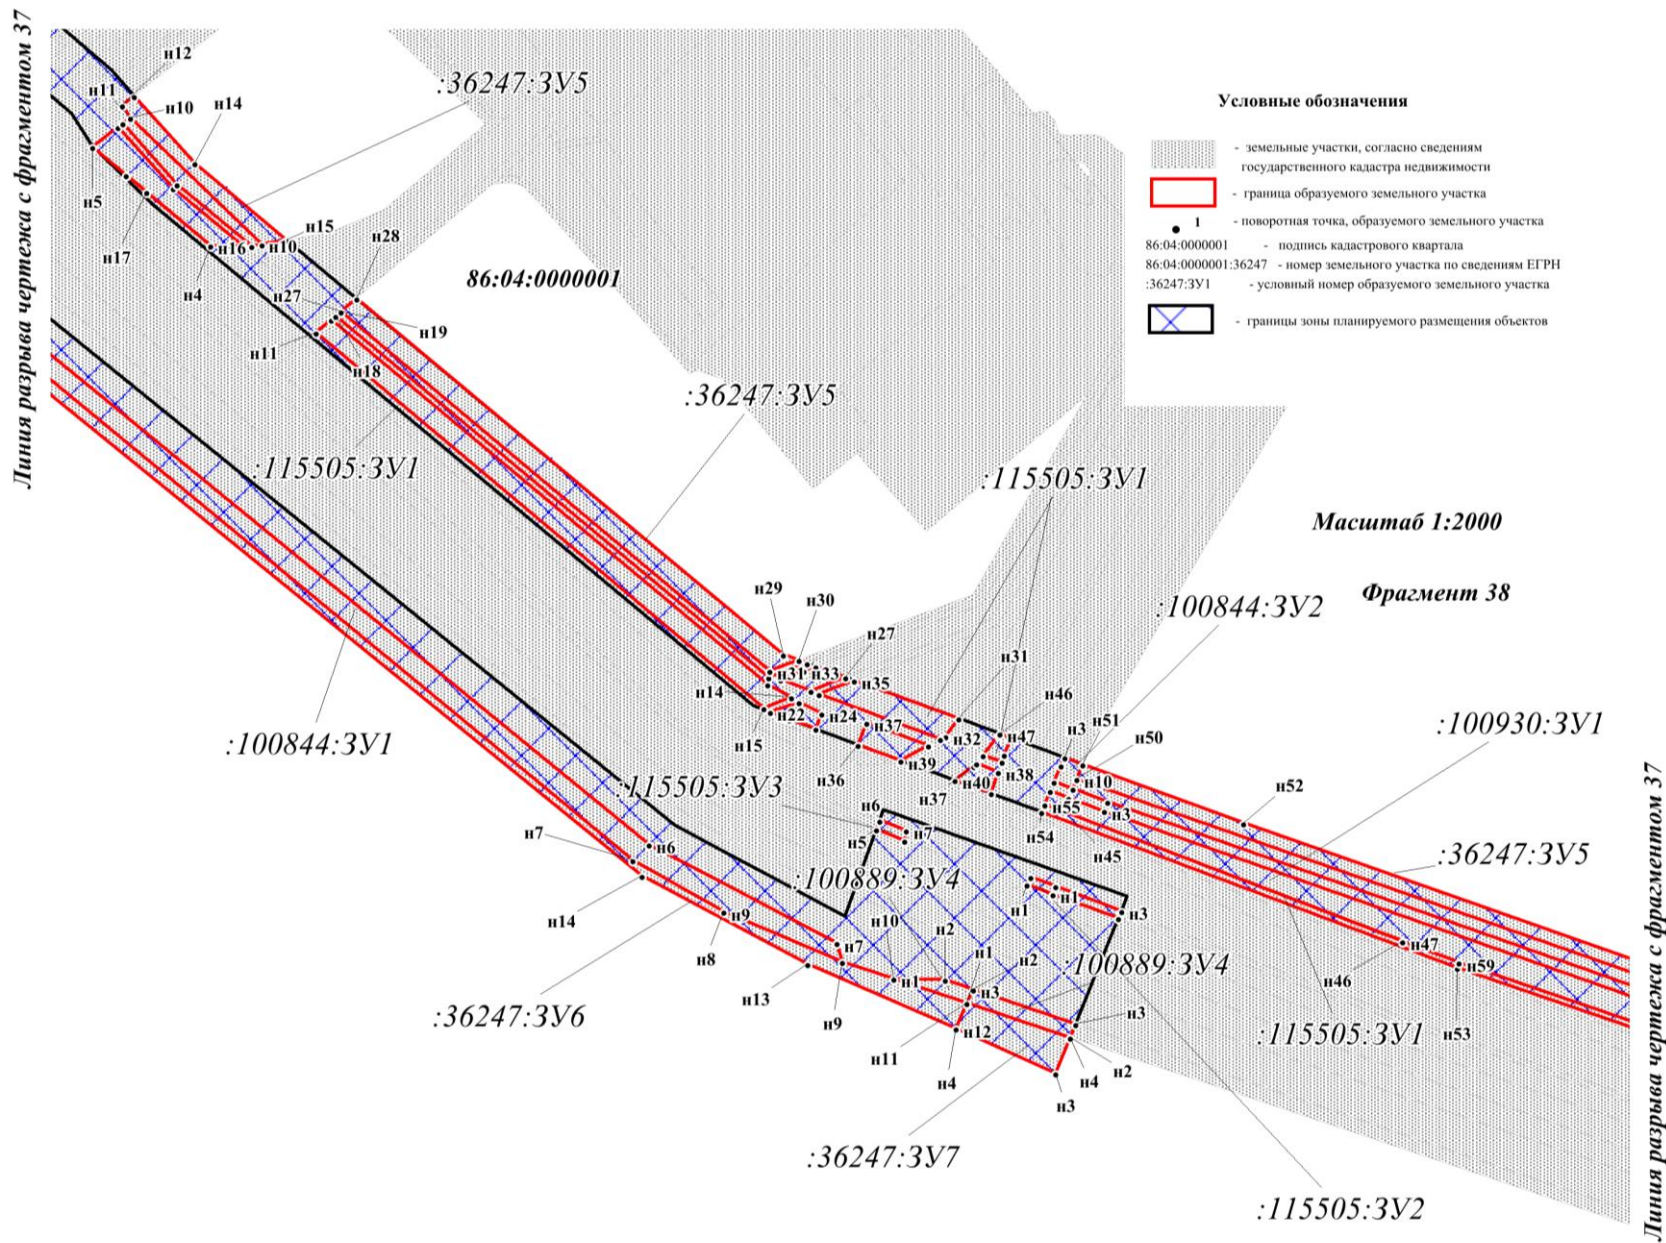 Линия разрыва чертежа с фрагментом 37
н12
н11
н10
н14
:36247:ЗУ5
н5
н17
н16
н10
н15
н4
н28
86:04:0000001
н27
н19
н11
н18
:36247:ЗУ5
:115505:ЗУ1
:115505:ЗУ1
Условные обозначения
- земельные участки, согласно сведениям
государственного кадастра недвижимости
- граница образуемого земельного участка
1 - поворотная точка, образуемого земельного участка
86:04:0000001 - подпись кадастрового квартала
86:04:0000001:36247 - номер земельного участка по сведениям ЕГРН
:36247:ЗУ1 - условный номер образуемого земельного участка
- границы зоны планируемого размещения объектов
Масштаб 1:2000
Фрагмент 38
:100844:ЗУ2
н29
н30
н27
н31
н33
н35
н31
н14
н22
н24
н37
н32
н46
н47
н3
н51
н50
:100930:ЗУ1
н15
н36
н39
н40
н38
н10
н3
н55
н54
н37
н45
н52
:100844:ЗУ1
:115505:ЗУ3
н6
н5
н7
н7
н6
:100889:ЗУ4
:36247:ЗУ5
н1
н1
н3
н14
н9
н10
н2
н8
н7
н1
н2
:100889:ЗУ4
н47
н59
н46
н13
н1
н3
н3
:36247:ЗУ6
н9
н12
н11
:115505:ЗУ1
н53
н4
н4
н2
н3
:36247:ЗУ7
:115505:ЗУ2
Линия разрыва чертежа с фрагментом 37